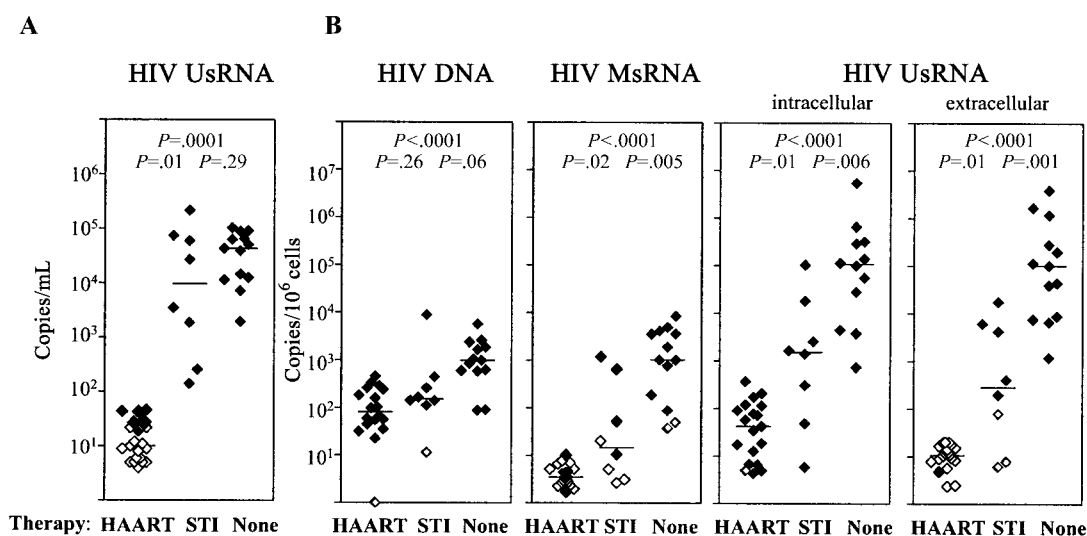 A
B
HIV UsRNA
HIV DNA
HIV MsRNA
HIV UsRNA
intracellular
extracellular
P=.0001
P=.01 P=.29
P<.0001
P=.26 P=.06
P<.0001
P=.02 P=.005
P<.0001
P=.01 P=.006
P<.0001
P=.01 P=.001
Copies/mL
10^6
10^5
10^4
10^3
10^2
10^1
Copies/10^6 cells
10^7
10^6
10^5
10^4
10^3
10^2
10^1
Therapy: HAART STI None
HAART STI None
HAART STI None
HAART STI None
HAART STI None